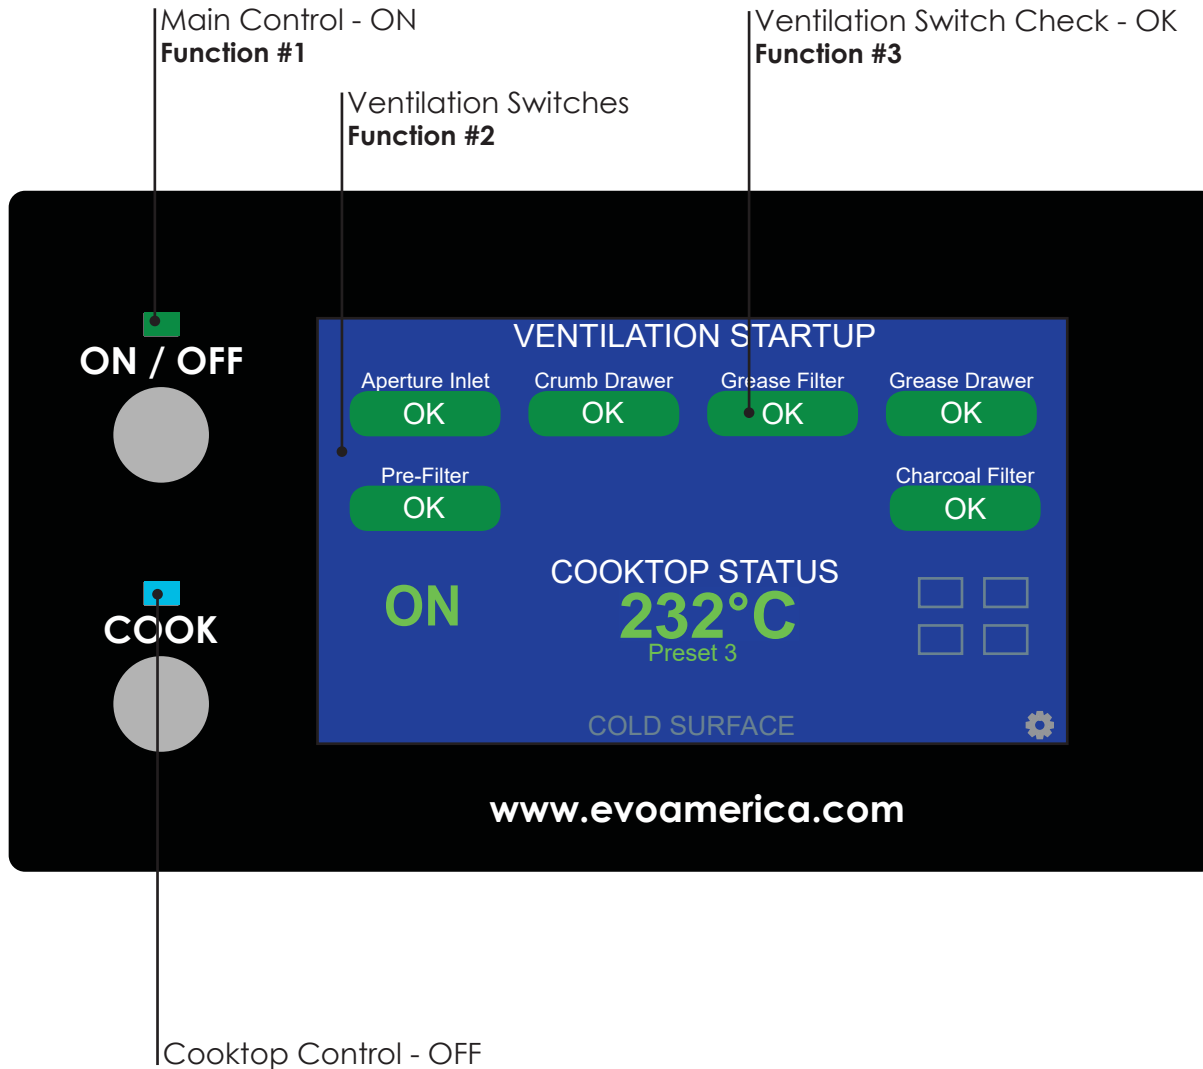 Main Control - ON
Function #1
Ventilation Switch Check - OK
Function #3
Ventilation Switches
Function #2
ON / OFF
COOK
VENTILATION STARTUP
Aperture Inlet
OK
Crumb Drawer
OK
Grease Filter
OK
Grease Drawer
OK
Pre-Filter
OK
Charcoal Filter
OK
COOKTOP STATUS
ON
232°C
Preset 3
COLD SURFACE
www.evoamerica.com
Cooktop Control - OFF